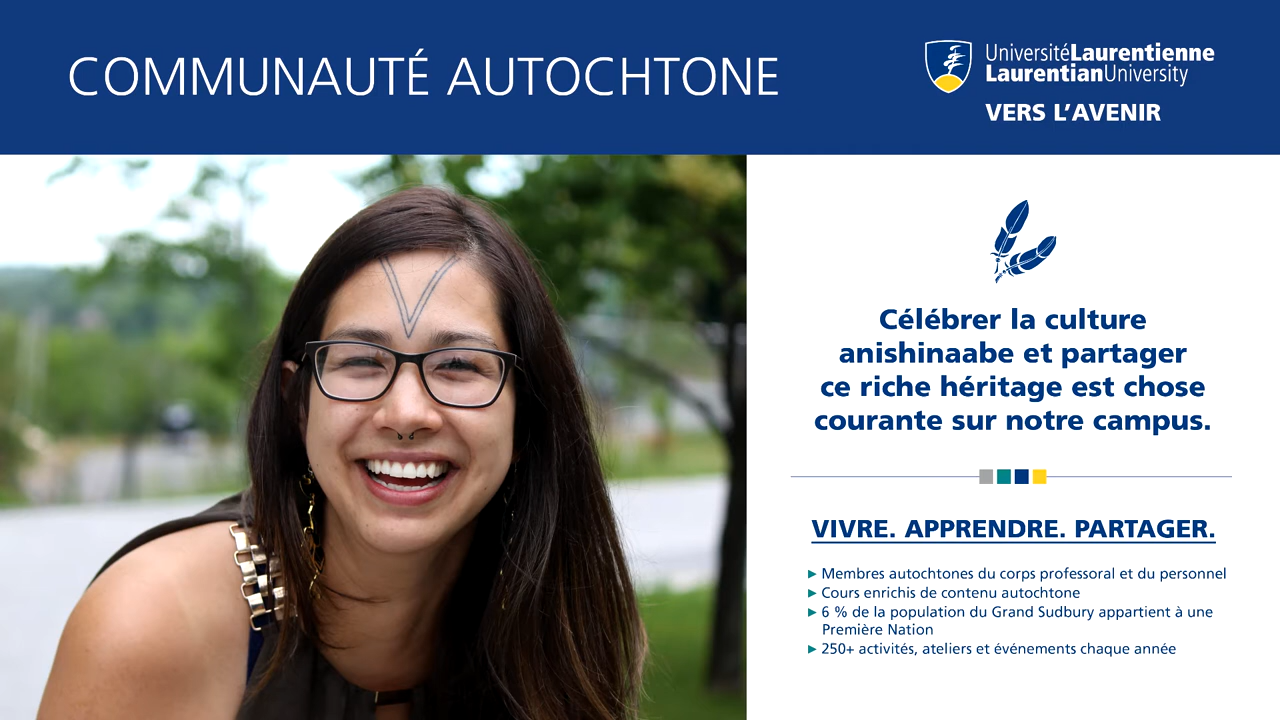 COMMUNAUTÉ AUTOCHTONE
UniversitéLaurentienne
LaurentianUniversity
VERS L'AVENIR
Célébrer la culture
anishinaabe et partager
ce riche héritage est chose
courante sur notre campus.
VIVRE. APPRENDRE. PARTAGER.
▶ Membres autochtones du corps professoral et du personnel
▶ Cours enrichis de contenu autochtone
▶ 6 % de la population du Grand Sudbury appartient à une
Première Nation
▶ 250+ activités, ateliers et événements chaque année